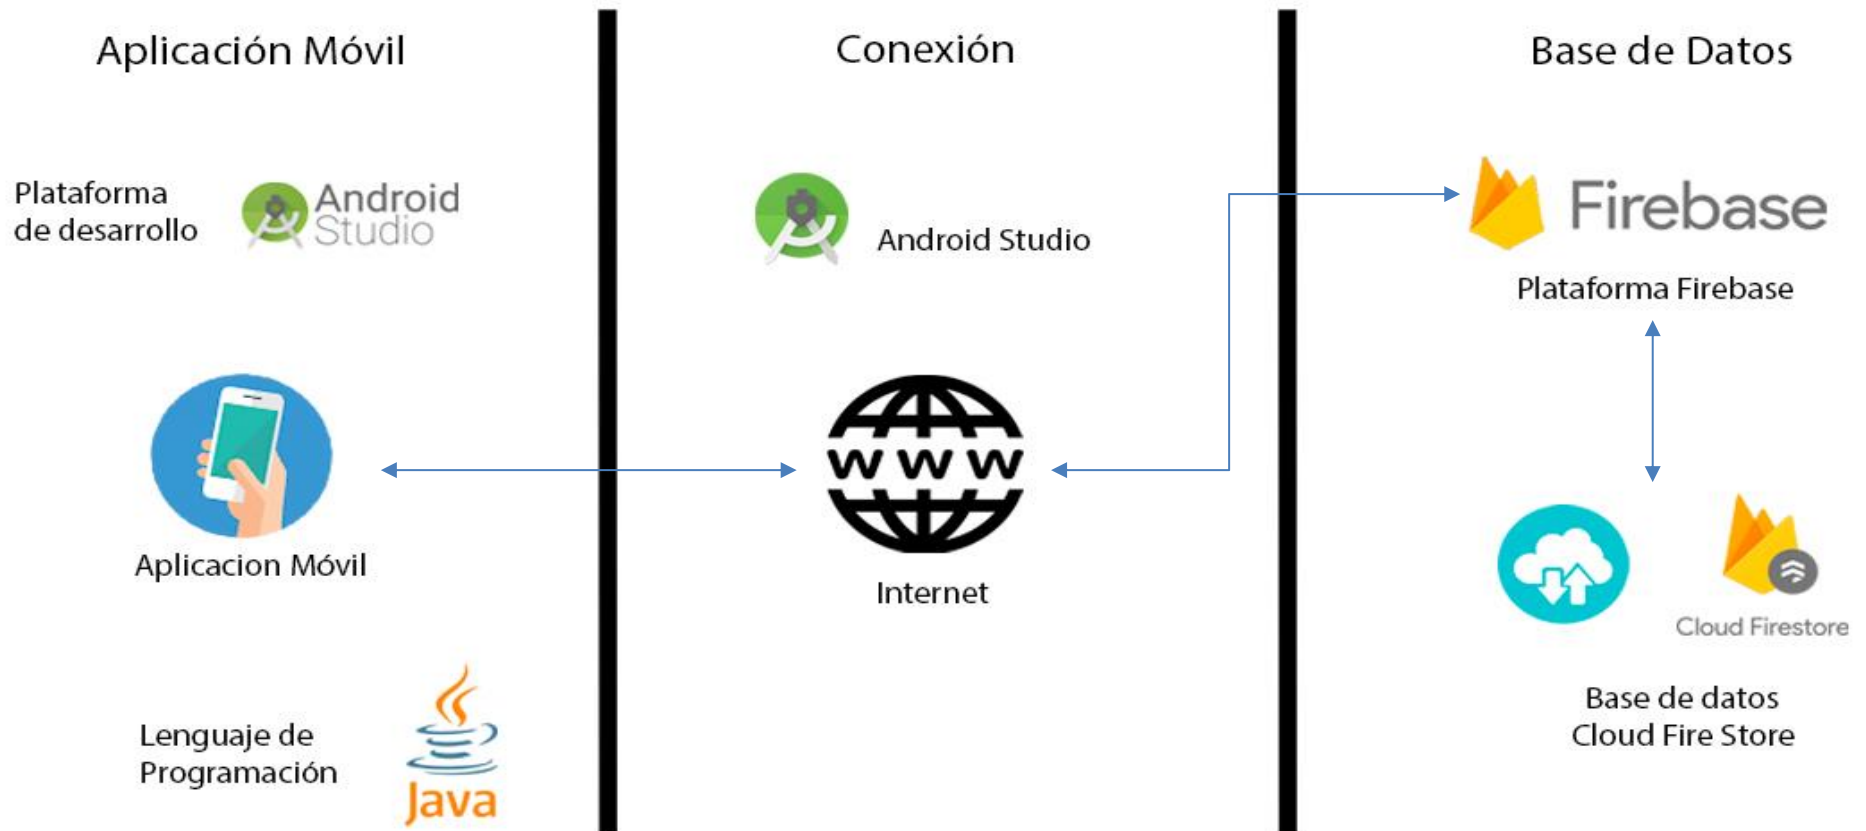 Aplicación Móvil
Conexión
Base de Datos
Plataforma
de desarrollo
Android
Studio
Android Studio
Firebase
Plataforma Firebase
www
Aplicacion Móvil
Internet
Cloud Firestore
Base de datos
Cloud Fire Store
Lenguaje de
Programación
Java